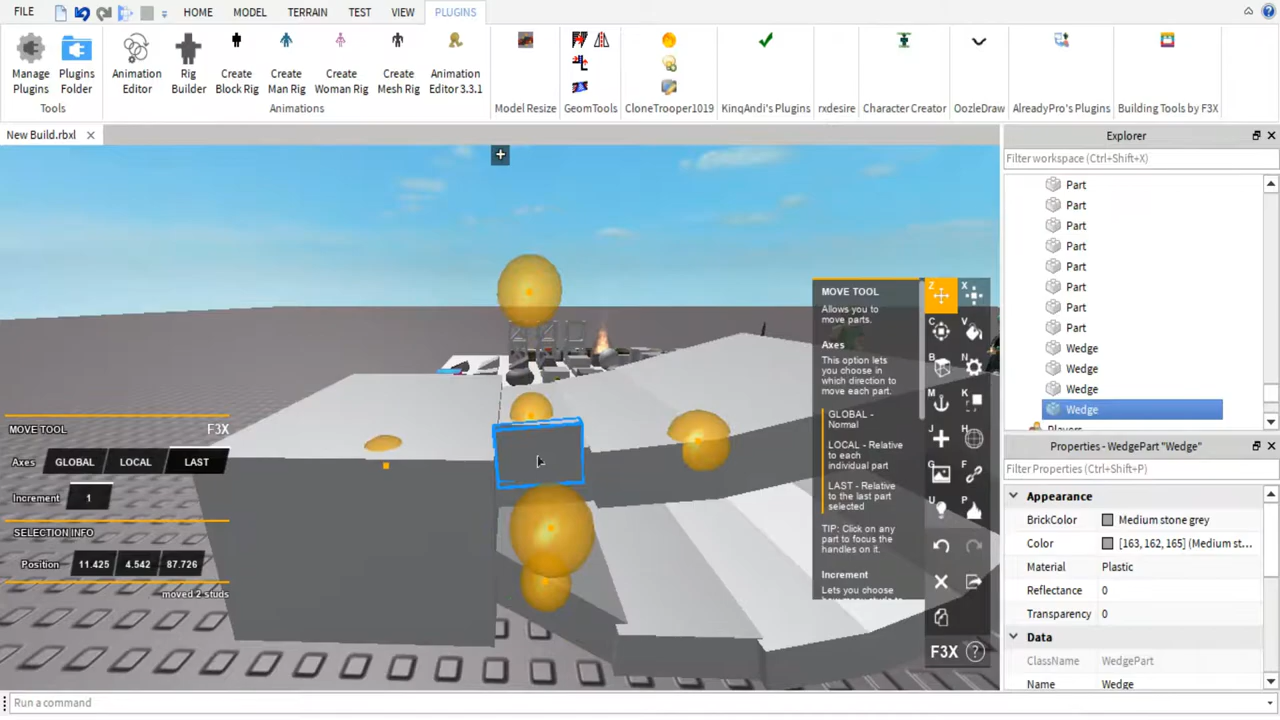 FILE
HOME
MODEL
TERRAIN
TEST
VIEW
PLUGINS
Manage Plugins
Plugins Folder
Animation Editor
Rig Builder
Create Block Rig
Create Man Rig
Create Woman Rig
Create Mesh Rig
Animation Editor 3.3.1
Tools
Animations
Model Resize
GeomTools
CloneTrooper1019
KinqAndi's Plugins
rxdesire
Character Creator
OozleDraw
AlreadyPro's Plugins
Building Tools by F3X
New Build.rbxl
Explorer
Filter workspace (Ctrl+Shift+X)
Part
Part
Part
Part
Part
Part
Part
Part
Wedge
Wedge
Wedge
Wedge
Players
Properties - WedgePart "Wedge"
Filter Properties (Ctrl+Shift+P)
Appearance
BrickColor Medium stone grey
Color [163, 162, 165] (Medium st...
Material Plastic
Reflectance 0
Transparency 0
Data
ClassName WedgePart
Name Wedge
MOVE TOOL F3X
Axes GLOBAL LOCAL LAST
Increment 1
SELECTION INFO
Position 11.425 4.542 87.726
moved 2 studs
MOVE TOOL
Allows you to
move parts.
Axes
This option lets
you choose in
which direction to
move each part.
GLOBAL -
Normal
LOCAL - Relative
to each
individual part
LAST - Relative
to the last part
selected
TIP: Click on any
part to focus the
handles on it.
Increment
Lets you choose
Z X
C V
B N
M K
J H
G F
U P
F3X ?
Run a command